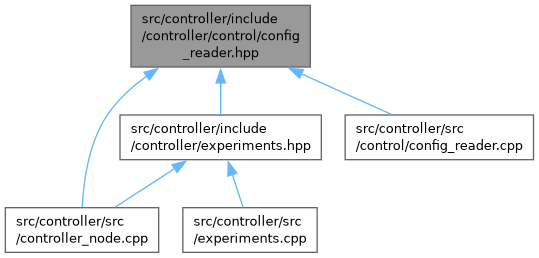 src/controller/include
/controller/control/config
_reader.hpp
src/controller/include
/controller/experiments.hpp
src/controller/src
/control/config_reader.cpp
src/controller/src
/controller_node.cpp
src/controller/src
/experiments.cpp